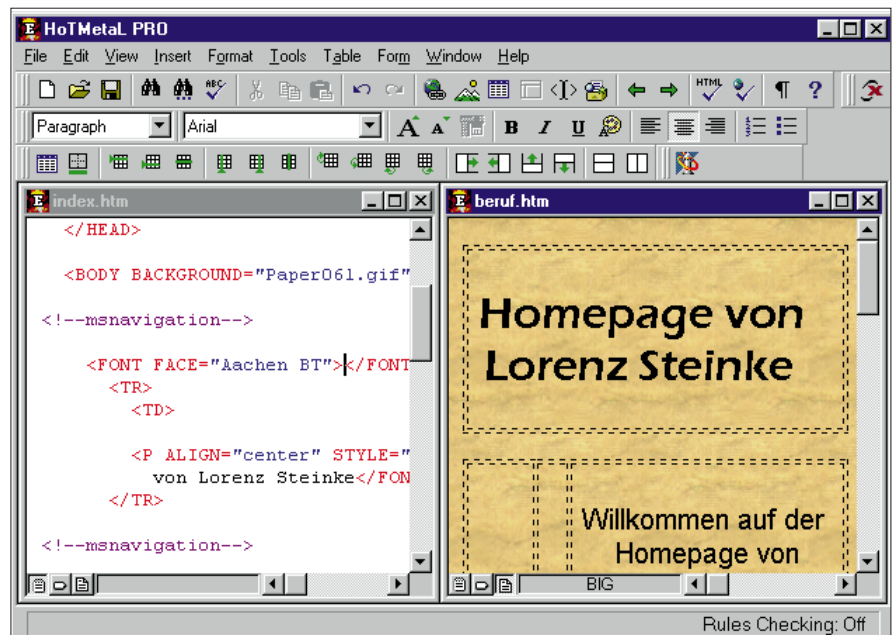 HoTMetaL PRO
File Edit View Insert Format Tools Table Form Window Help
ABC HTML ¶ ?
Paragraph Arial A A B I U
index.htm
</HEAD>
<BODY BACKGROUND="Paper061.gif"
<!--msnavigation-->
<FONT FACE="Aachen BT"></FONT
<TR>
<TD>
<P ALIGN="center" STYLE="
von Lorenz Steinke</FON
</TR>
<!--msnavigation-->
beruf.htm
Homepage von
Lorenz Steinke
Willkommen auf der
Homepage von
BIG
Rules Checking: Off